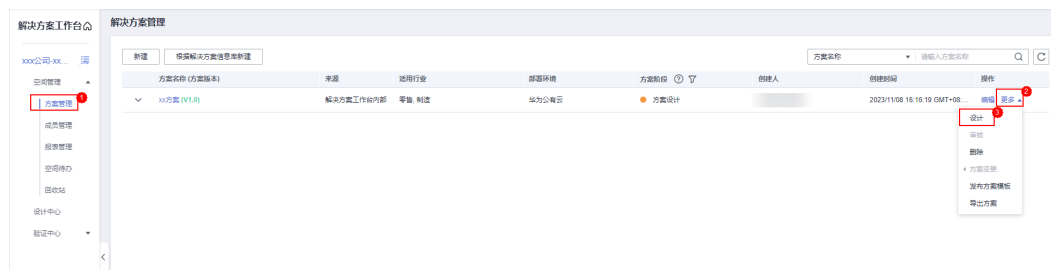 解决方案工作台
解决方案管理
xxx公司-xx...
空间管理
方案管理
1
成员管理
报表管理
空间待办
回收站
设计中心
验证中心
新建
根据解决方案信息库新建
方案名称
请输入方案名称
方案名称 (方案版本)
来源
适用行业
部署环境
方案阶段
创建人
创建时间
操作
xx方案 (V1.0)
解决方案工作台内部
零售, 制造
华为公有云
方案设计
2023/11/08 16:16:19 GMT+08:...
编辑
更多
2
设计
3
审核
删除
方案变更
发布方案模板
导出方案